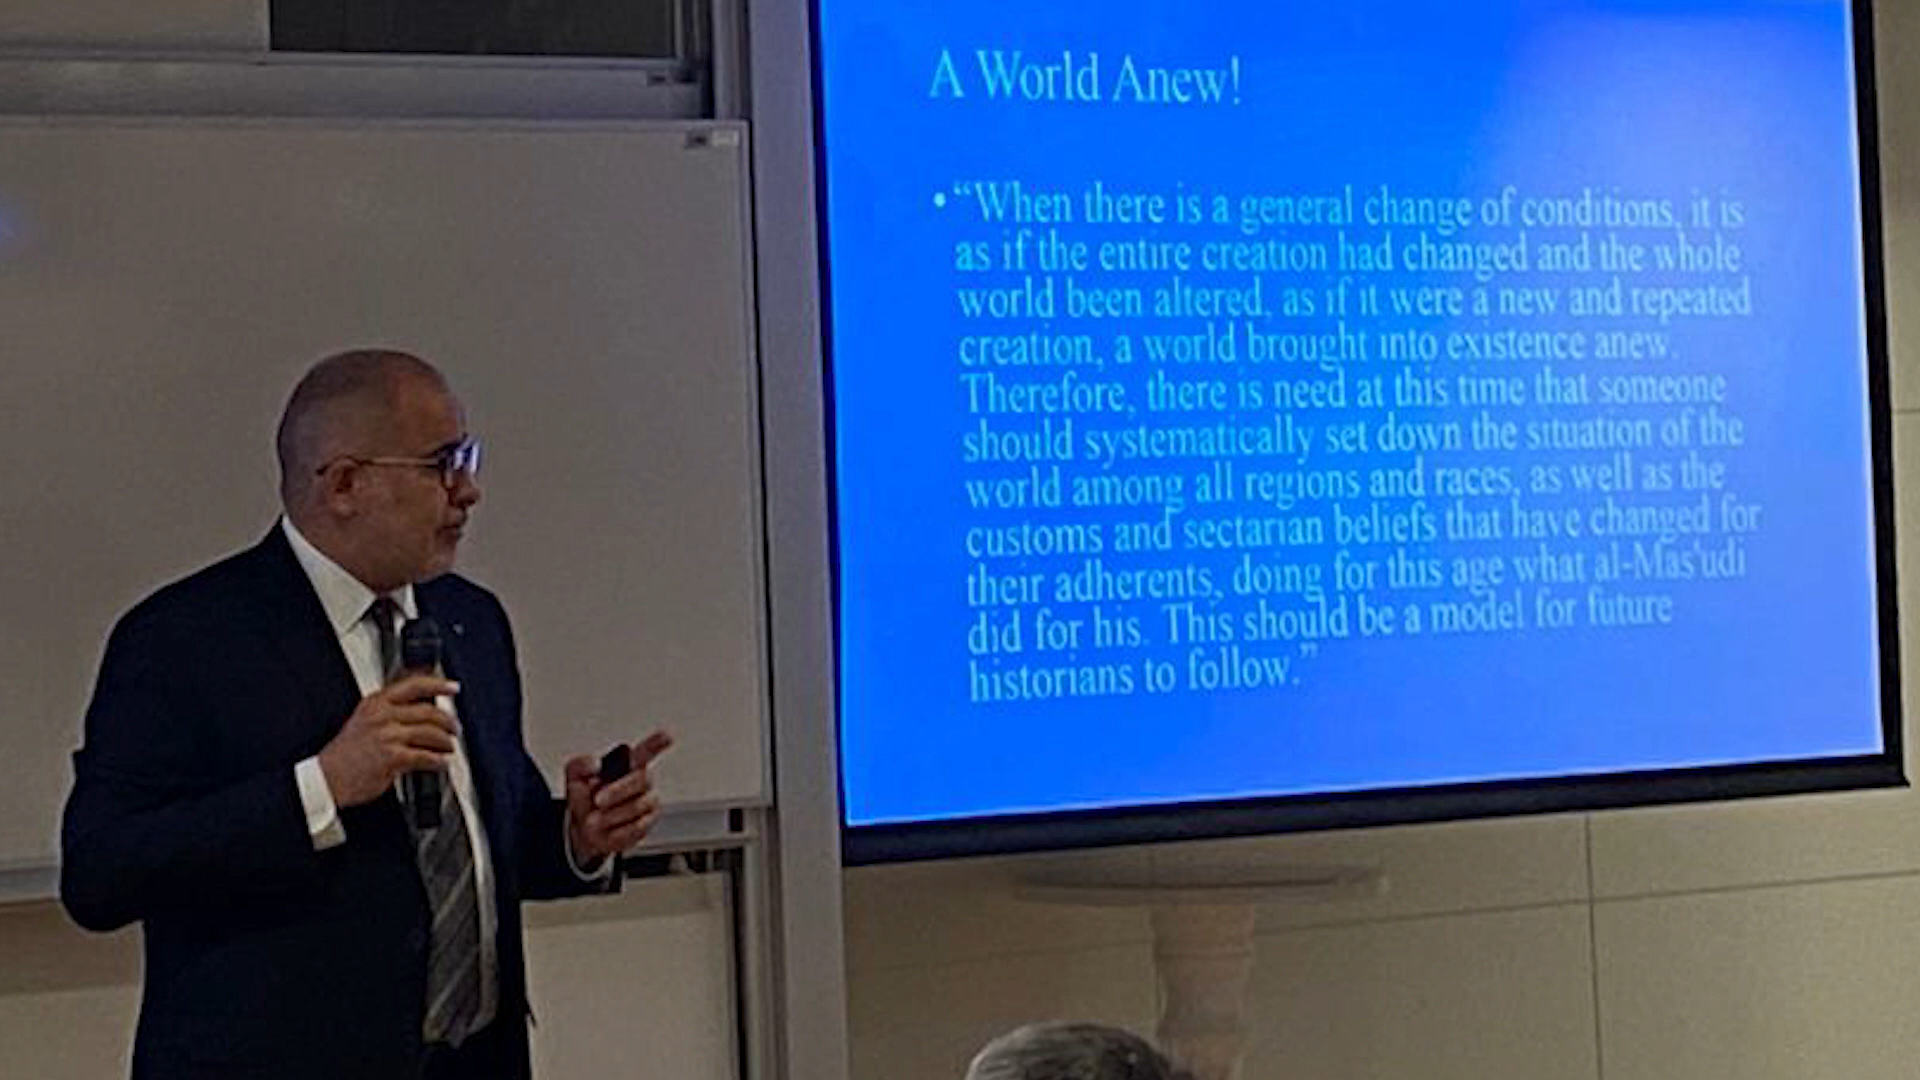 A World Anew!
• “When there is a general change of conditions, it is
as if the entire creation had changed and the whole
world been altered, as if it were a new and repeated
creation, a world brought into existence anew.
Therefore, there is need at this time that someone
should systematically set down the situation of the
world among all regions and races, as well as the
customs and sectarian beliefs that have changed for
their adherents, doing for this age what al-Mas'udi
did for his. This should be a model for future
historians to follow.”